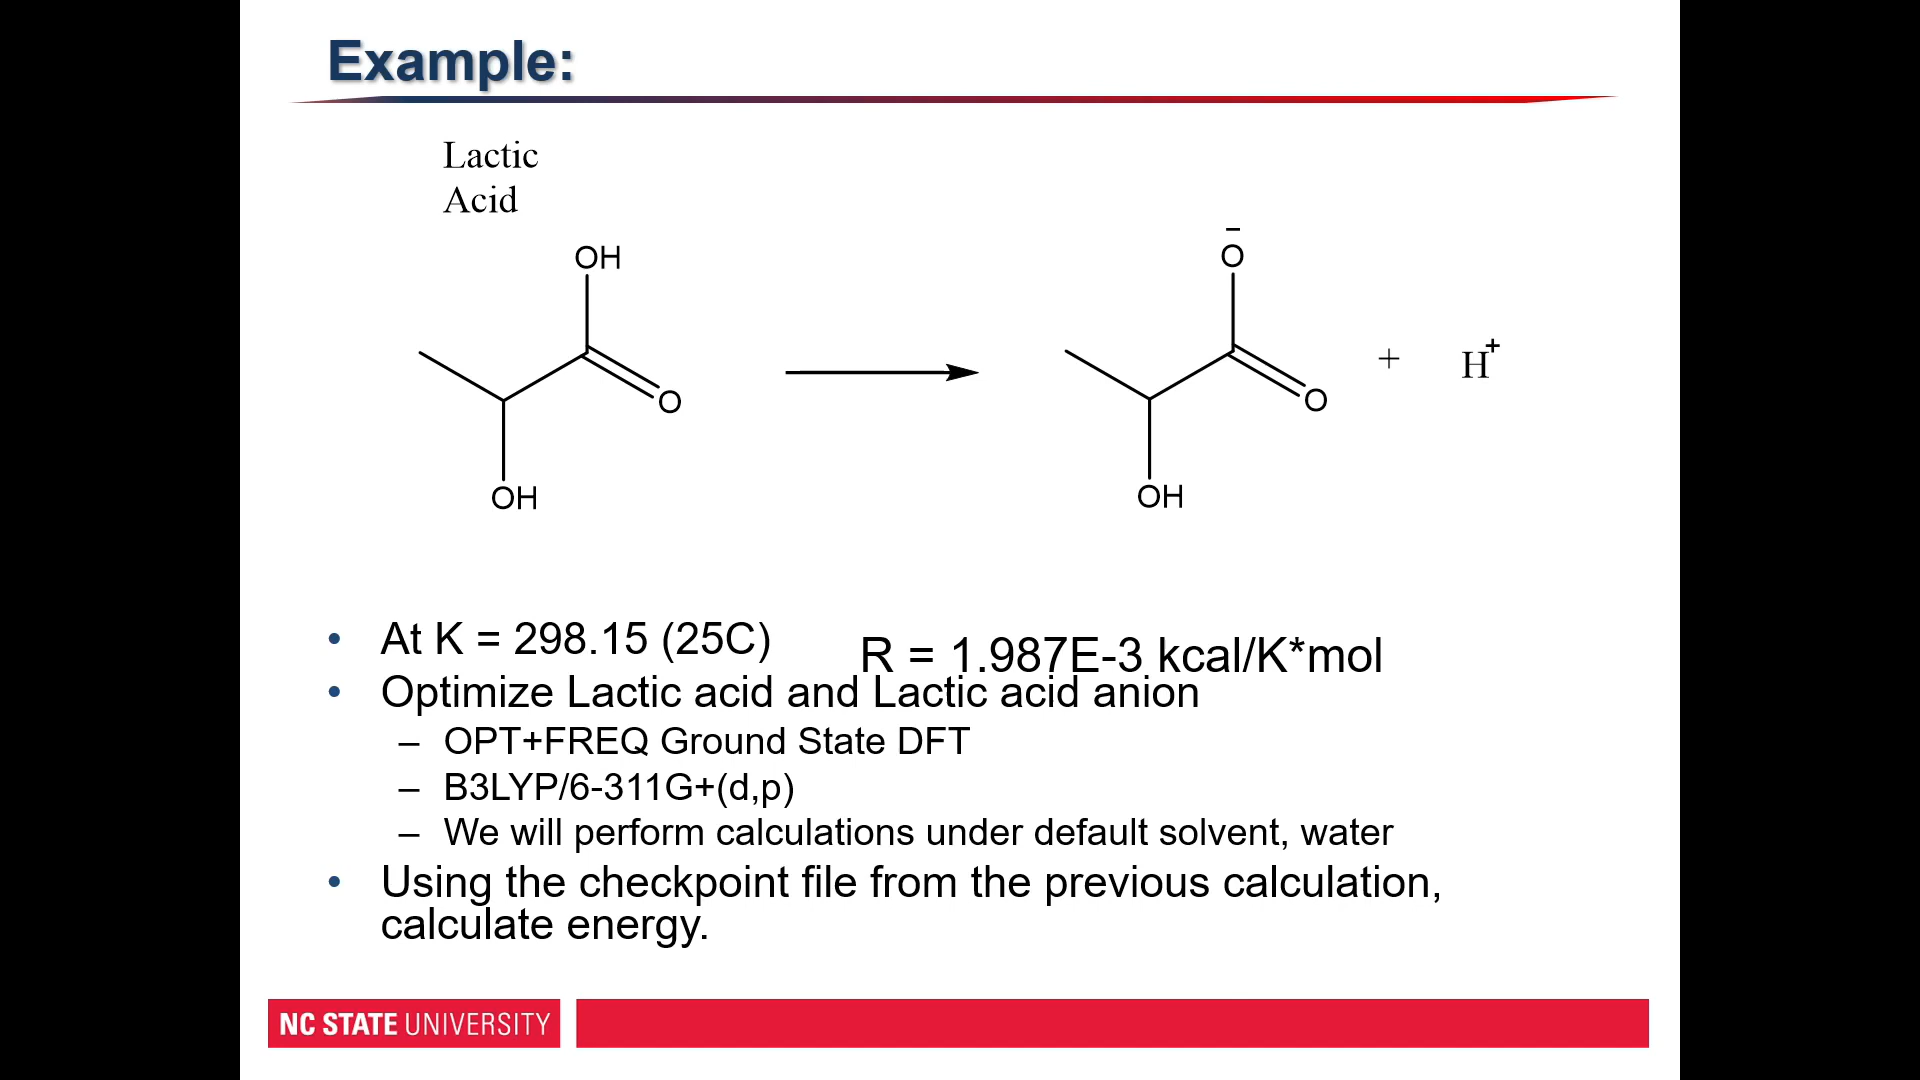 Example:
Lactic
Acid
OH
O
OH
−
O
O
OH
+
H+
• At K = 298.15 (25C)
R = 1.987E-3 kcal/K*mol
• Optimize Lactic acid and Lactic acid anion
– OPT+FREQ Ground State DFT
– B3LYP/6-311G+(d,p)
– We will perform calculations under default solvent, water
• Using the checkpoint file from the previous calculation,
calculate energy.
NC STATE UNIVERSITY